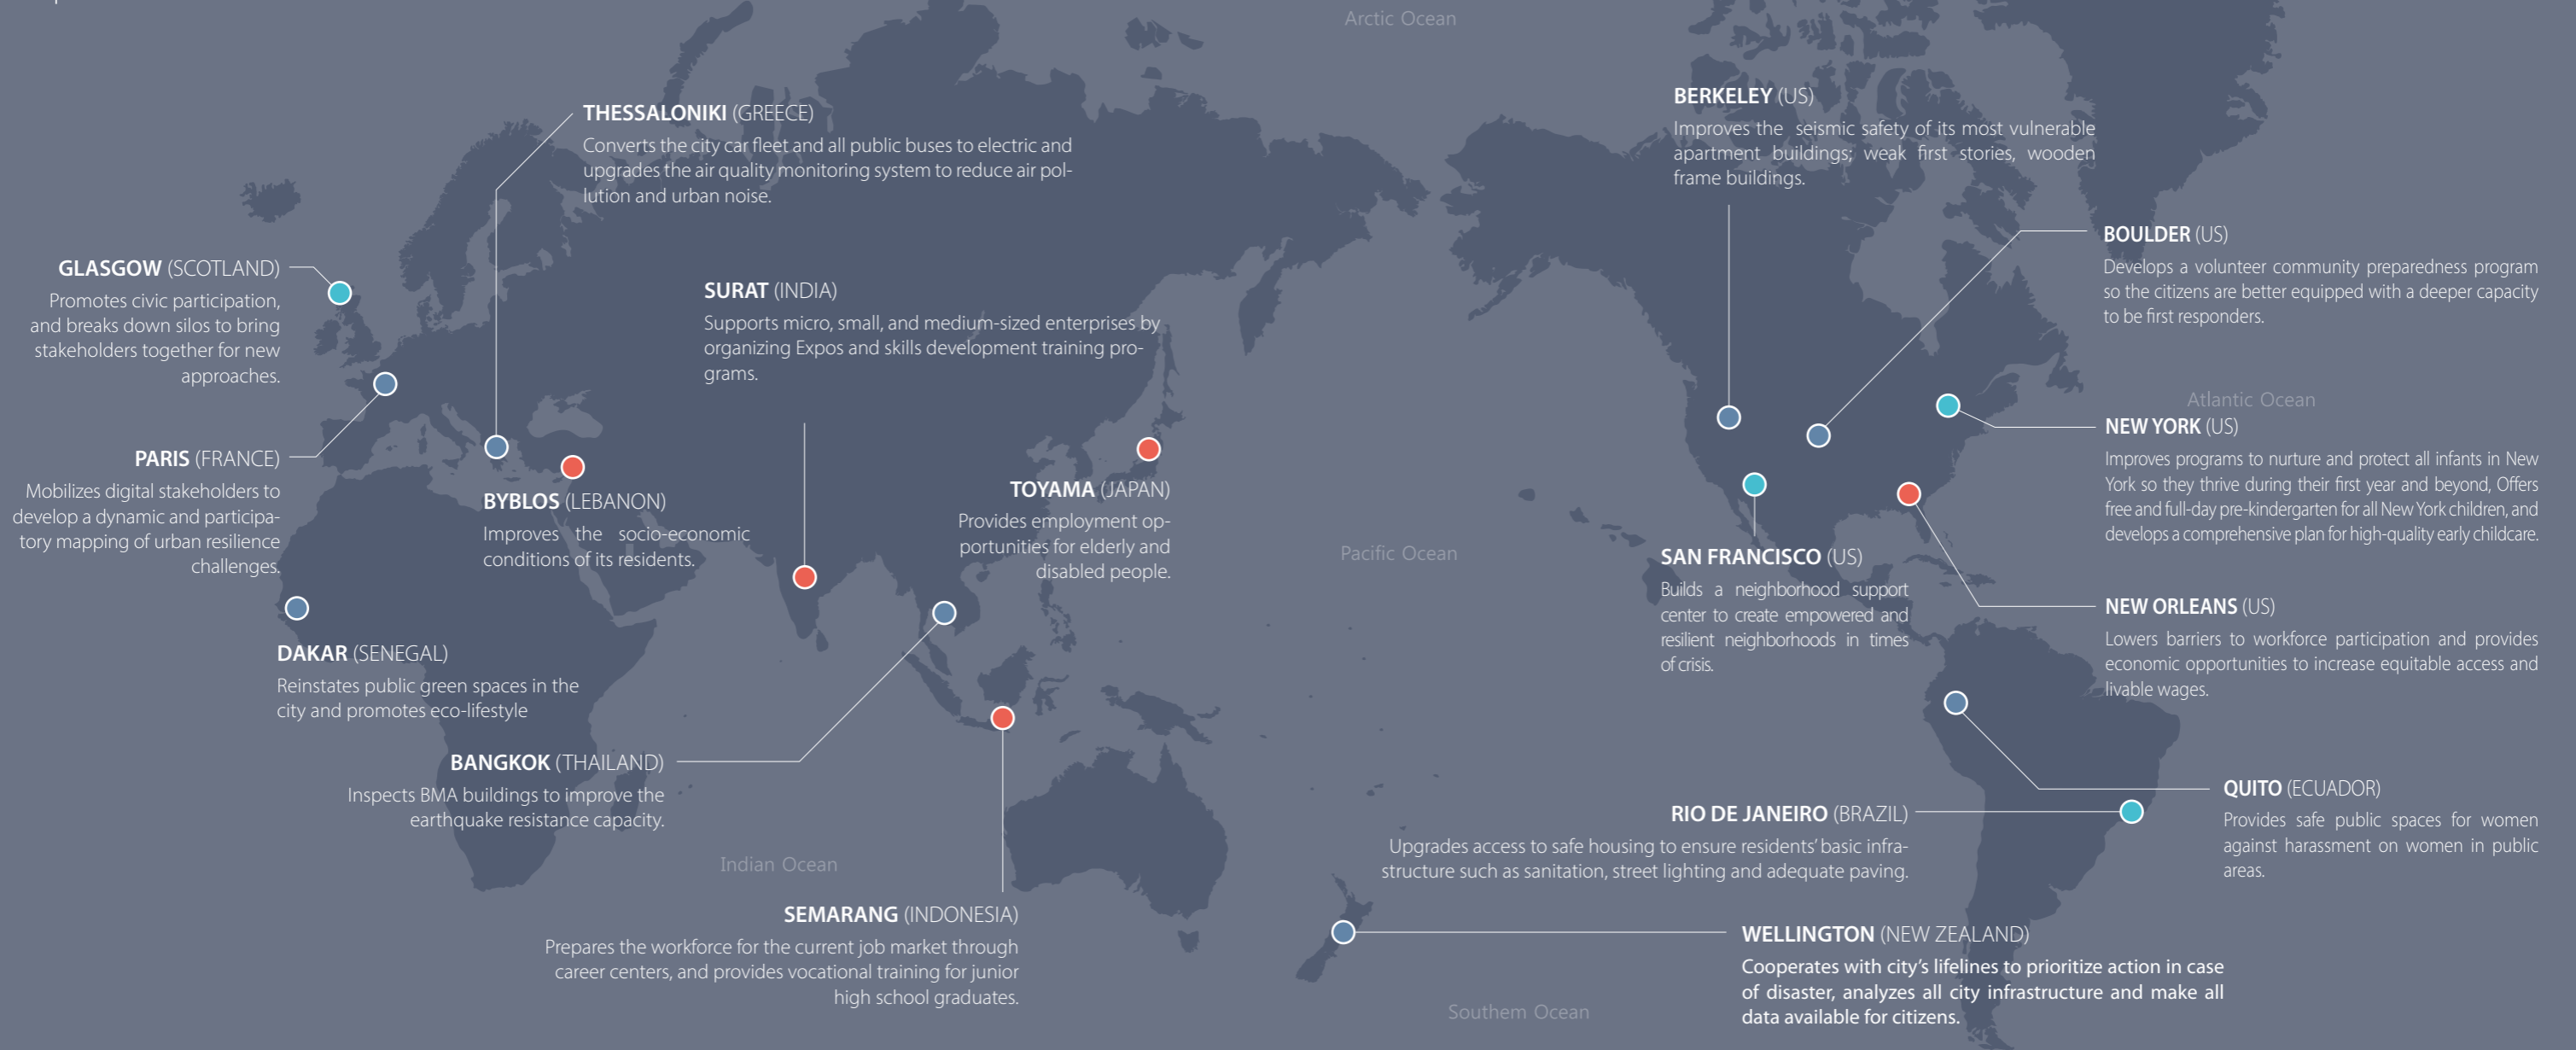 Arctic Ocean
THESSALONIKI (GREECE)
Converts the city car fleet and all public buses to electric and
upgrades the air quality monitoring system to reduce air pol-
lution and urban noise.
BERKELEY (US)
Improves the seismic safety of its most vulnerable
apartment buildings; weak first stories, wooden
frame buildings.
GLASGOW (SCOTLAND)
Promotes civic participation,
and breaks down silos to bring
stakeholders together for new
approaches.
SURAT (INDIA)
Supports micro, small, and medium-sized enterprises by
organizing Expos and skills development training pro-
grams.
BOULDER (US)
Develops a volunteer community preparedness program
so the citizens are better equipped with a deeper capacity
to be first responders.
Atlantic Ocean
NEW YORK (US)
Improves programs to nurture and protect all infants in New
York so they thrive during their first year and beyond, Offers
free and full-day pre-kindergarten for all New York children, and
develops a comprehensive plan for high-quality early childcare.
PARIS (FRANCE)
Mobilizes digital stakeholders to
develop a dynamic and participa-
tory mapping of urban resilience
challenges.
BYBLOS (LEBANON)
Improves the socio-economic
conditions of its residents.
TOYAMA (JAPAN)
Provides employment op-
portunities for elderly and
disabled people.
Pacific Ocean
SAN FRANCISCO (US)
Builds a neighborhood support
center to create empowered and
resilient neighborhoods in times
of crisis.
NEW ORLEANS (US)
Lowers barriers to workforce participation and provides
economic opportunities to increase equitable access and
livable wages.
DAKAR (SENEGAL)
Reinstates public green spaces in the
city and promotes eco-lifestyle
BANGKOK (THAILAND)
Inspects BMA buildings to improve the
earthquake resistance capacity.
Indian Ocean
RIO DE JANEIRO (BRAZIL)
Upgrades access to safe housing to ensure residents' basic infra-
structure such as sanitation, street lighting and adequate paving.
QUITO (ECUADOR)
Provides safe public spaces for women
against harassment on women in public
areas.
SEMARANG (INDONESIA)
Prepares the workforce for the current job market through
career centers, and provides vocational training for junior
high school graduates.
WELLINGTON (NEW ZEALAND)
Cooperates with city's lifelines to prioritize action in case
of disaster, analyzes all city infrastructure and make all
data available for citizens.
Southem Ocean